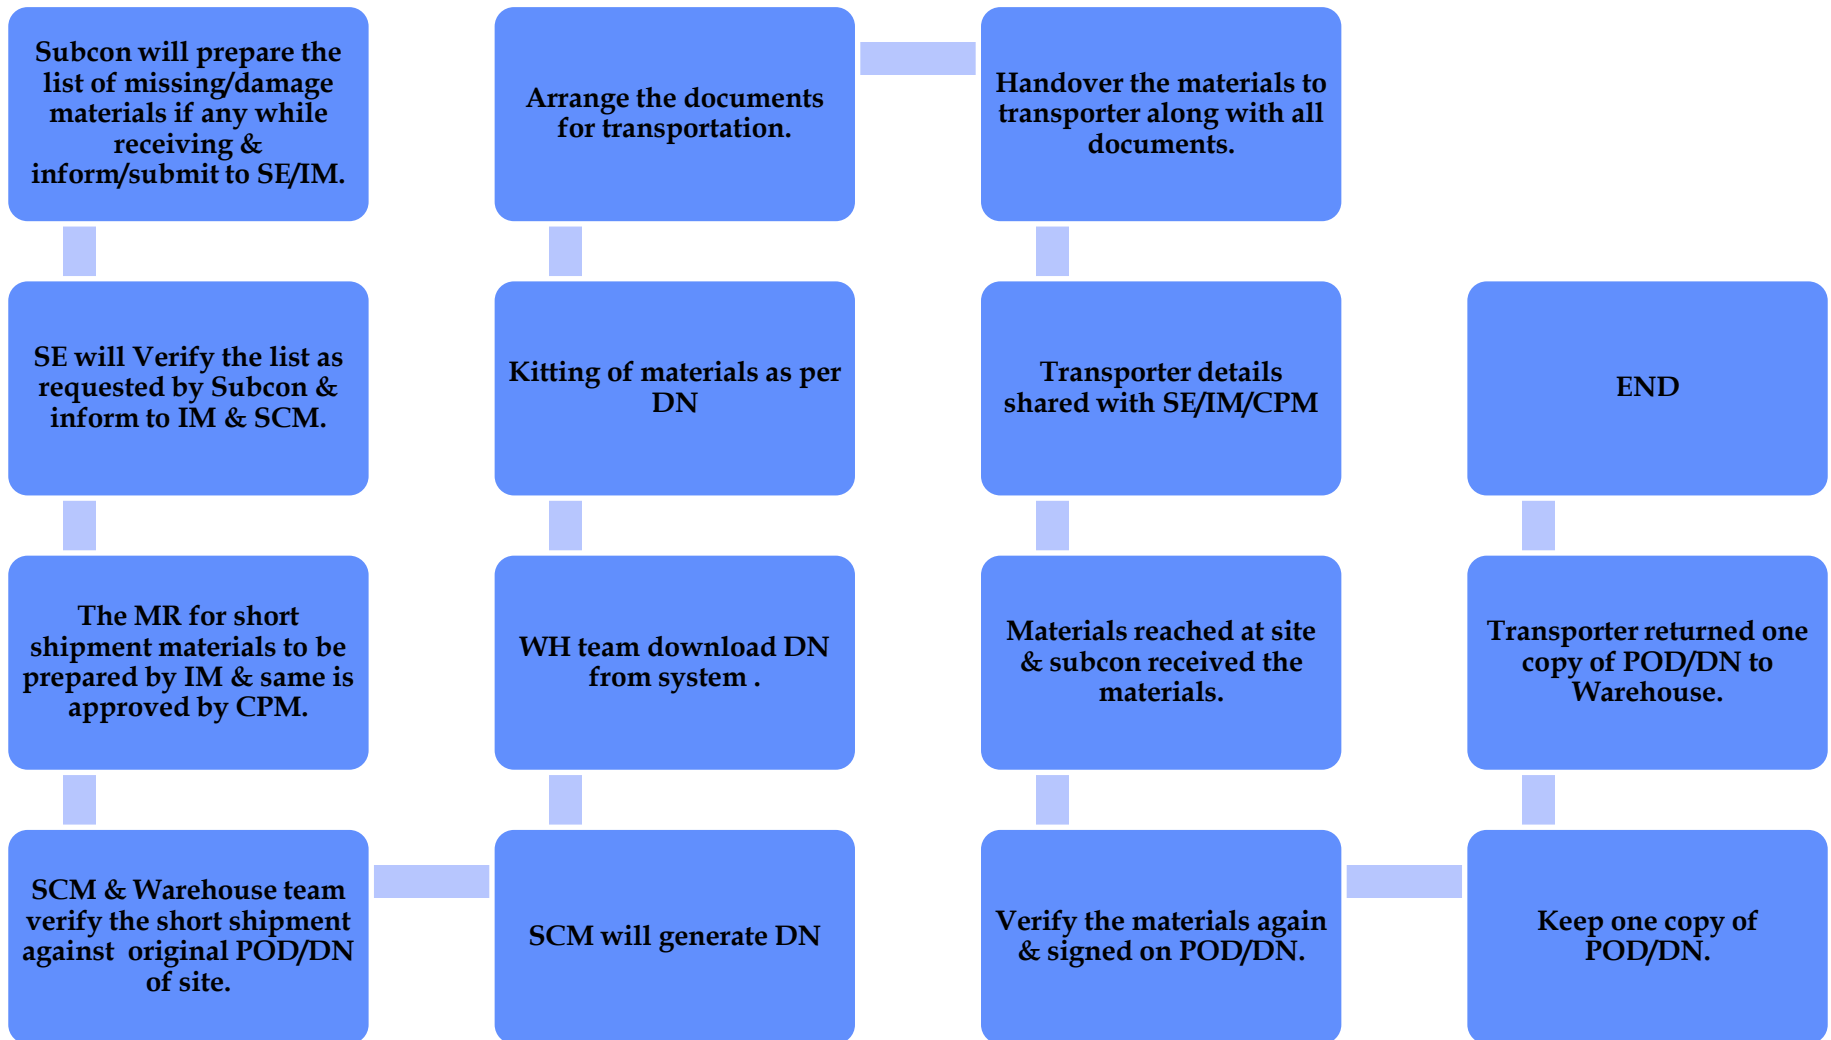 Subcon will prepare the
list of missing/damage
materials if any while
receiving &
inform/submit to SE/IM.
SE will Verify the list as
requested by Subcon &
inform to IM & SCM.
The MR for short
shipment materials to be
prepared by IM & same is
approved by CPM.
SCM & Warehouse team
verify the short shipment
against  original POD/DN
of site.
SCM will generate DN
WH team download DN
from system .
Kitting of materials as per
DN
Arrange the documents
for transportation.
Handover the materials to
transporter along with all
documents.
Transporter details
shared with SE/IM/CPM
Materials reached at site
& subcon received the
materials.
Verify the materials again
& signed on POD/DN.
Keep one copy of
POD/DN.
Transporter returned one
copy of POD/DN to
Warehouse.
END